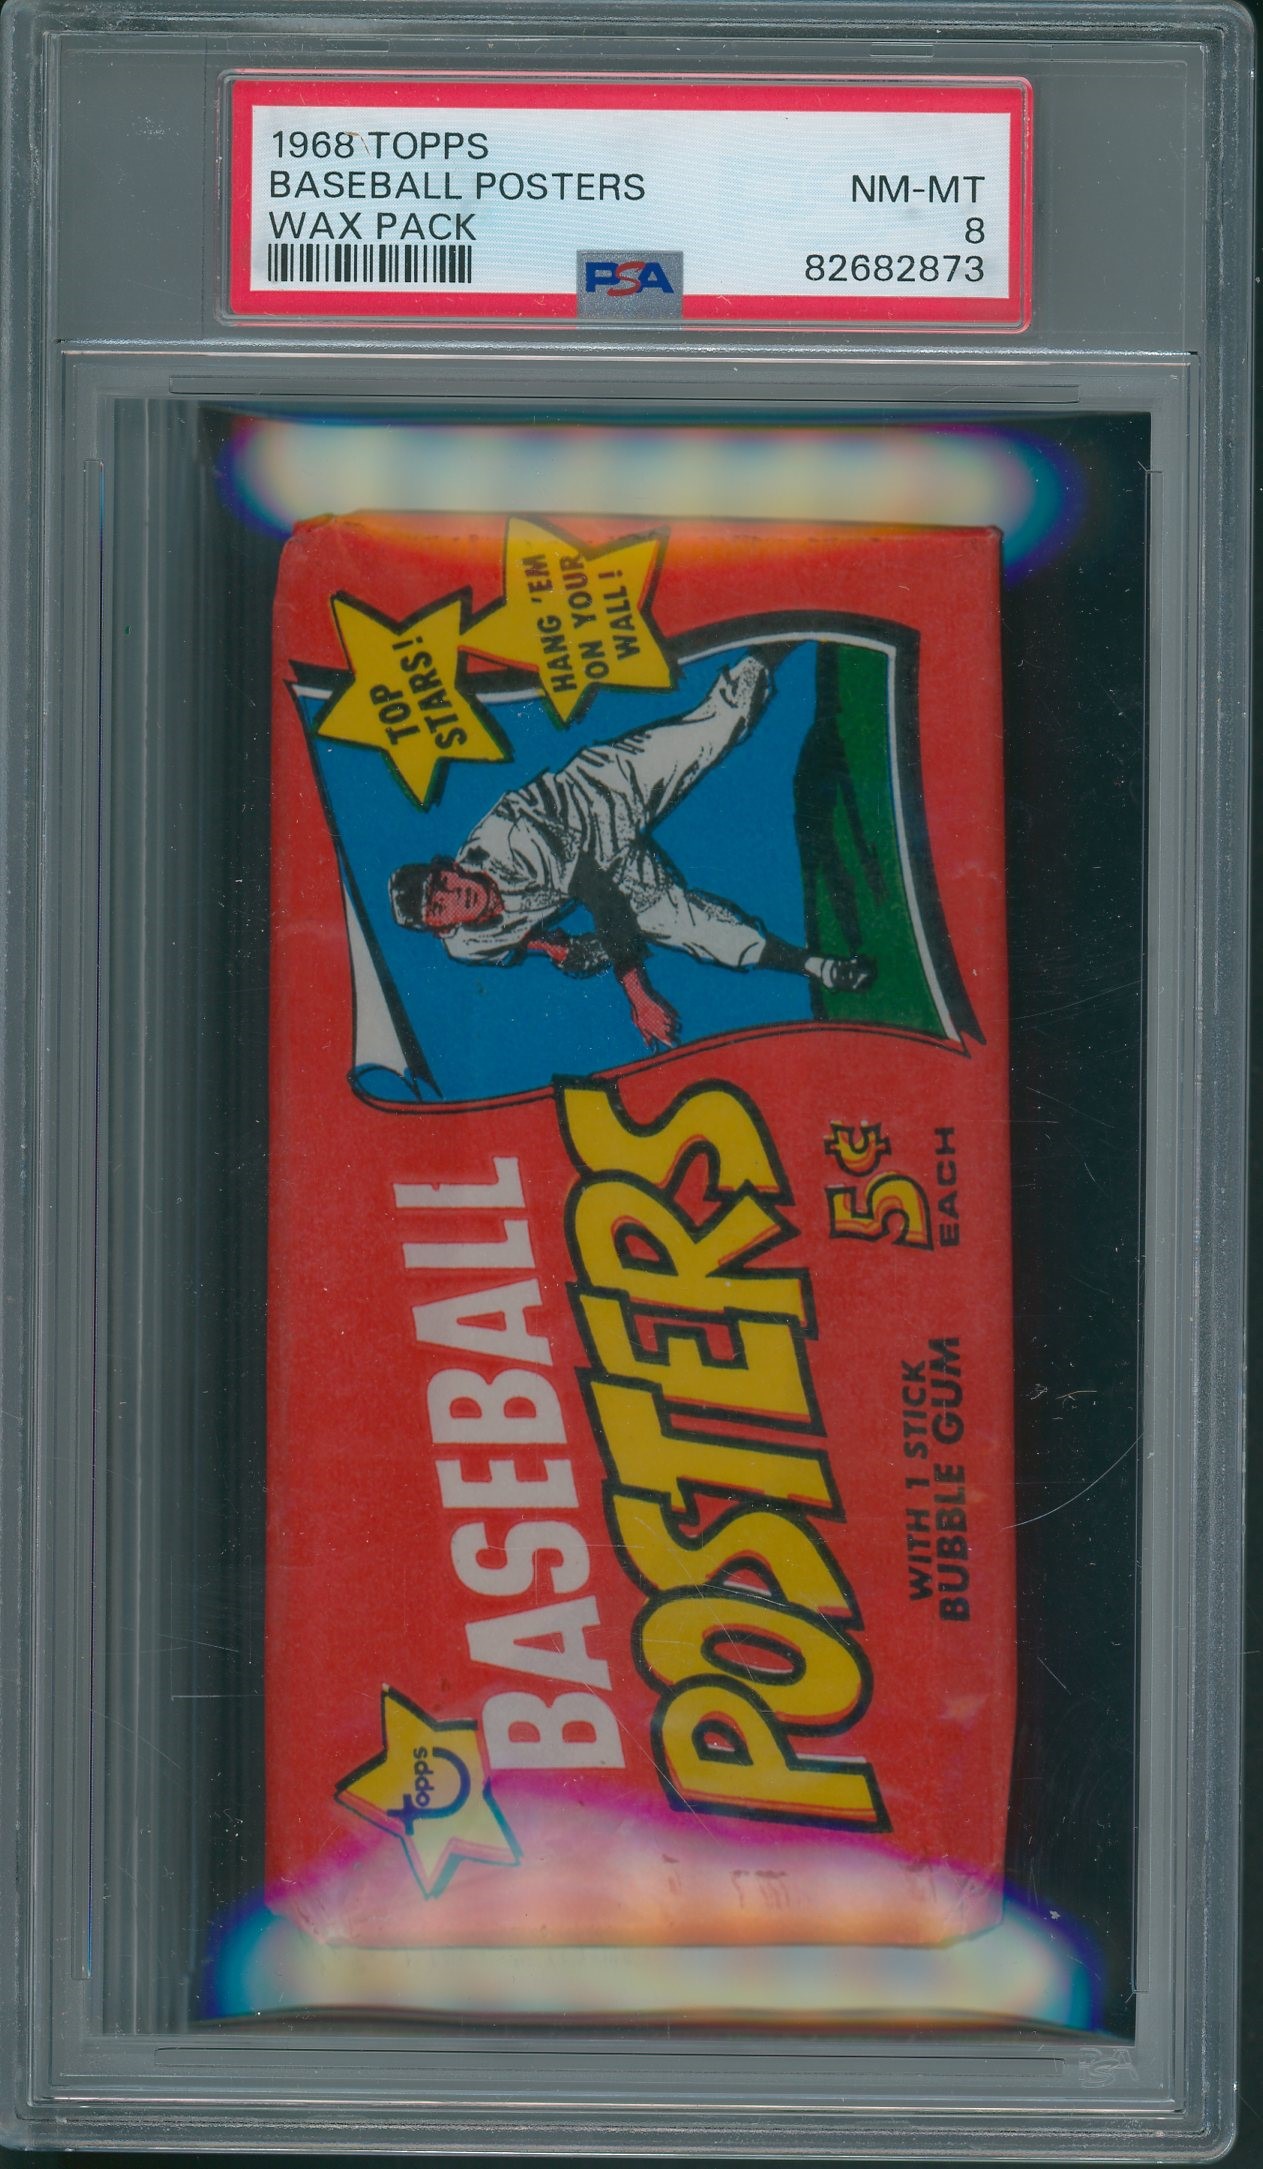 1968 TOPPS
BASEBALL POSTERS
WAX PACK
NM-MT
8
82682873
PSA
TOP
STARS!
HANG 'EM
ON YOUR
WALL!
topps
BASEBALL
POSTERS
5¢
EACH
WITH 1 STICK
BUBBLE GUM
PSA